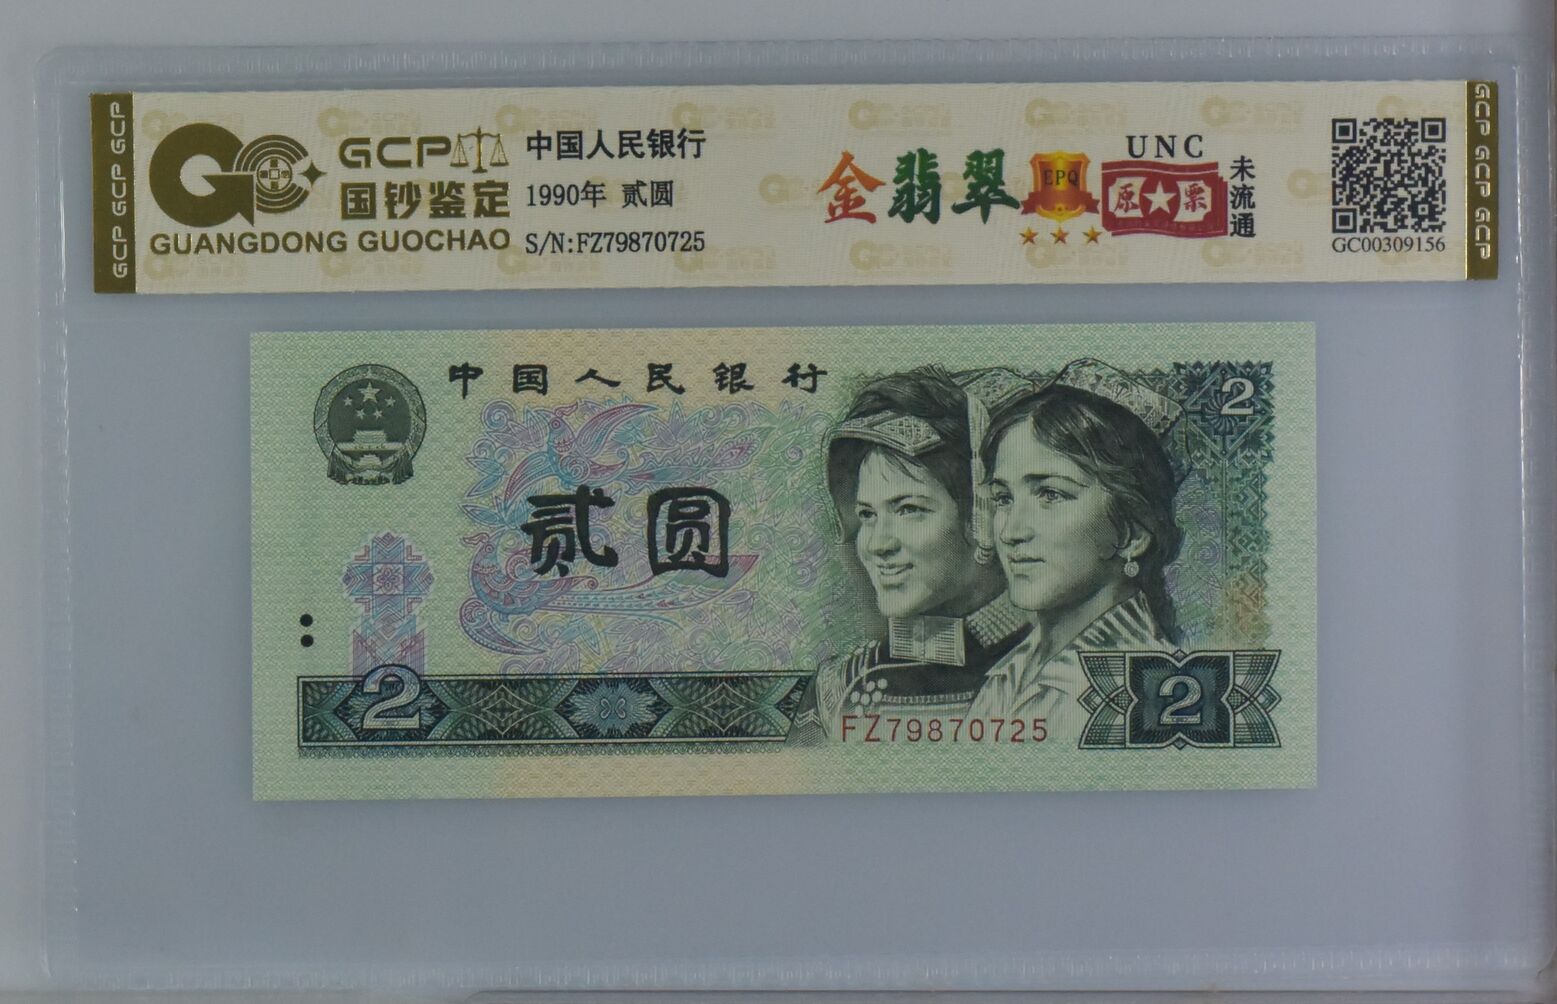 GCP GCP GCP
GCP
国钞鉴定
GUANGDONG GUOCHAO
中国人民银行
1990年 贰圆
S/N:FZ79870725
金翡翠
EPQ
UNC
原票
未流通
GC00309156
GCP GCP GCP
中国人民银行
2
贰圆
2
FZ79870725
2